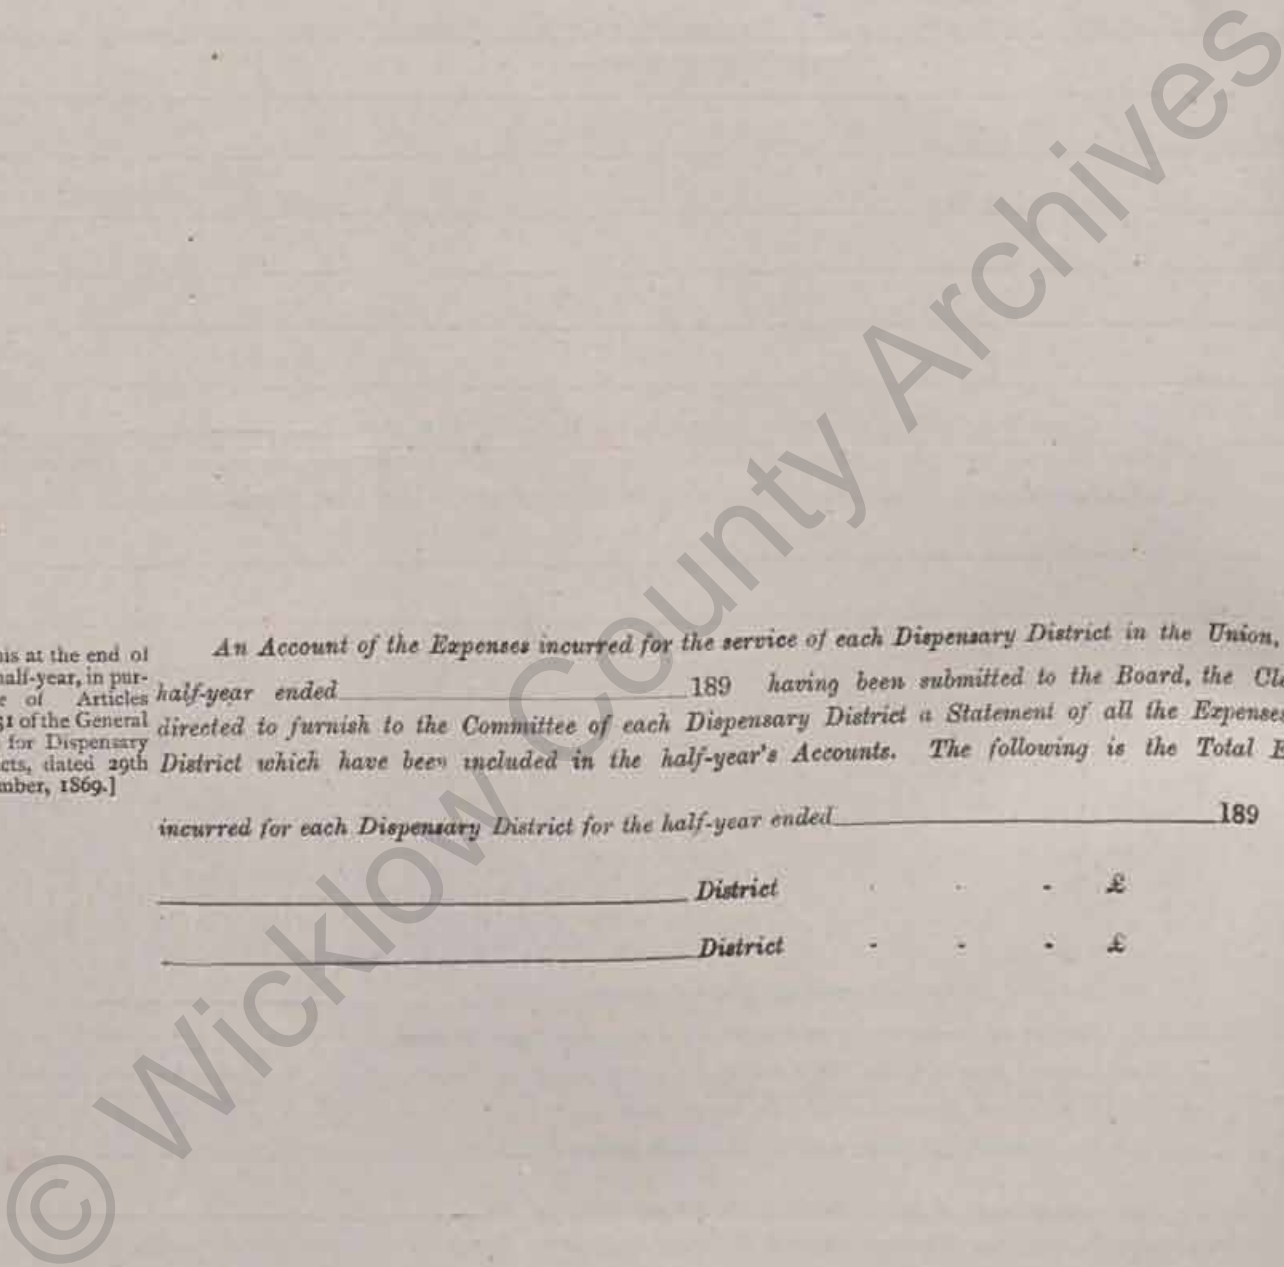 is at the end of
half-year, in pur-
e of Articles
51 of the General
for Dispensary
cts, dated 29th
mber, 1869.]
An Account of the Expenses incurred for the service of each Dispensary District in the Union,
half-year ended 189 having been submitted to the Board, the Cl
directed to furnish to the Committee of each Dispensary District a Statement of all the Expenses
District which have been included in the half-year's Accounts. The following is the Total E
incurred for each Dispensary District for the half-year ended 189
District - - - £
District - - - £
© Wicklow County Archives